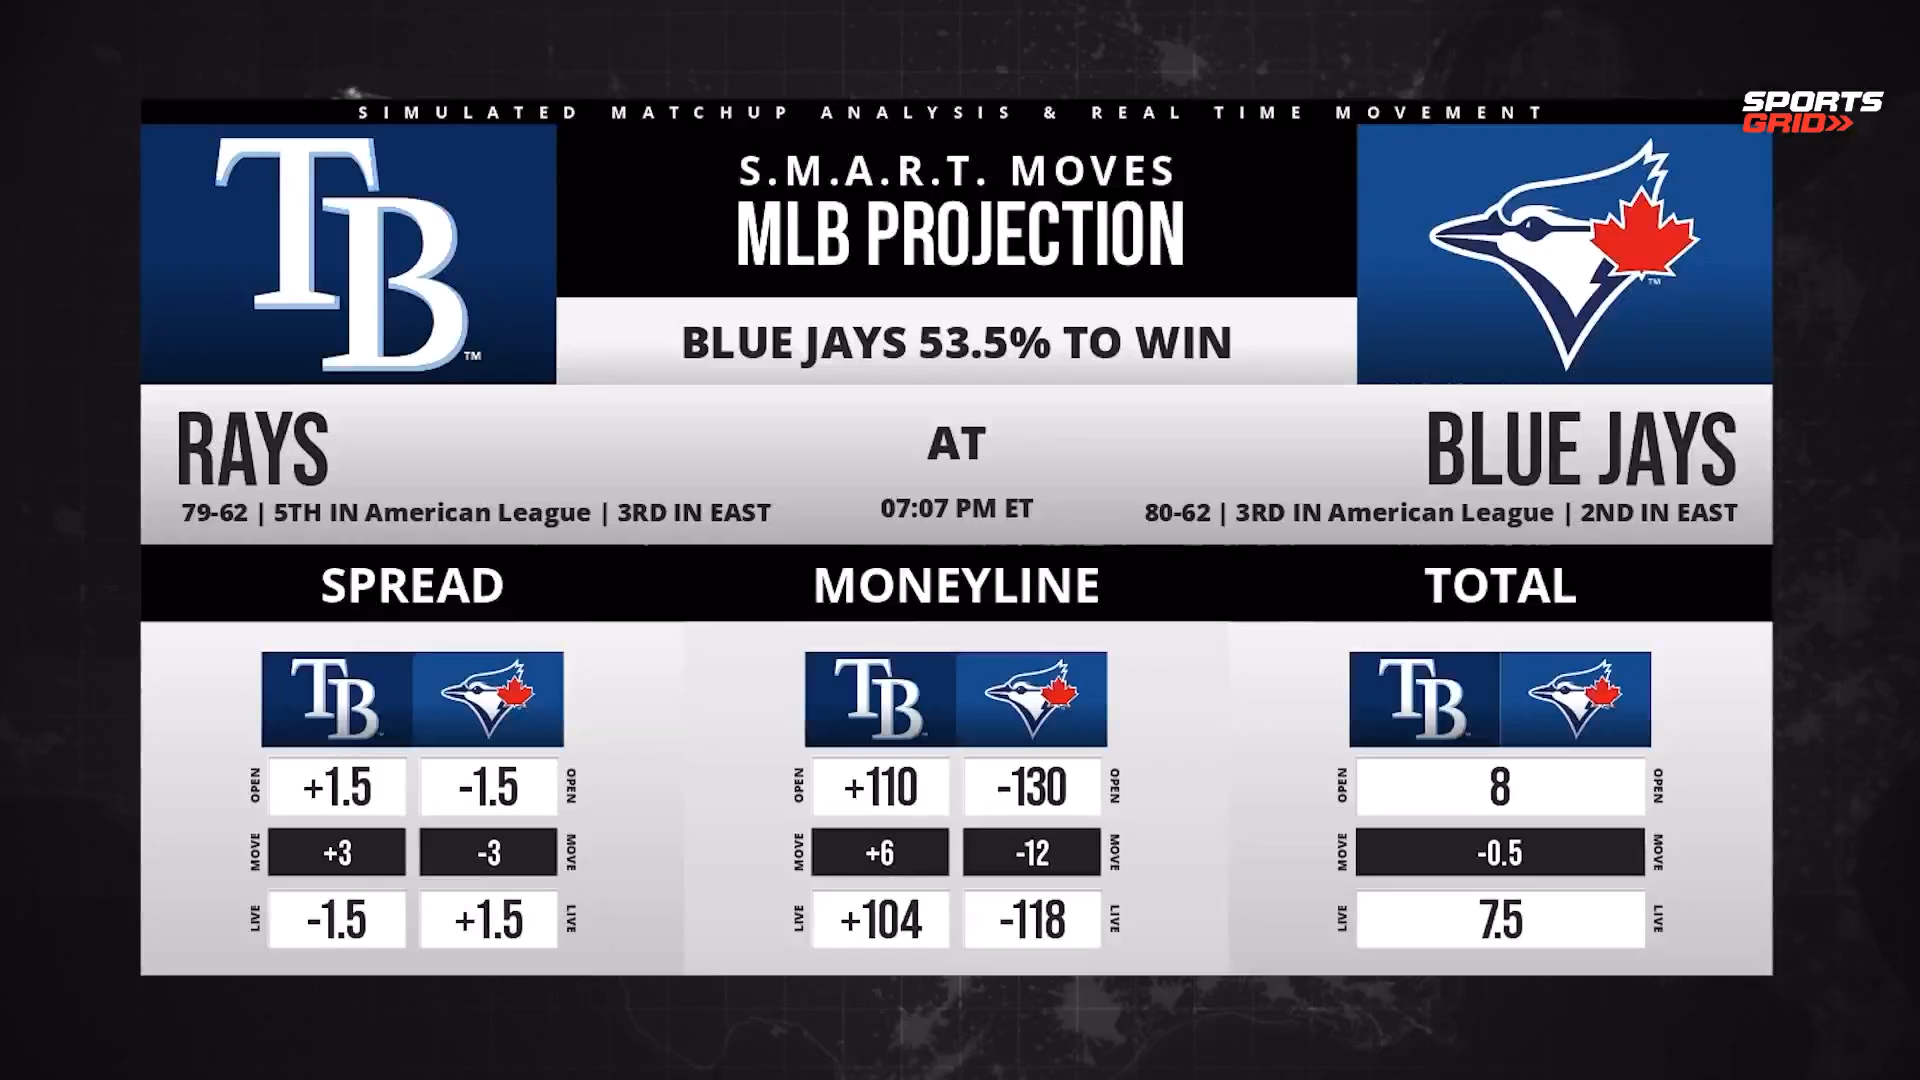 SIMULATED MATCHUP ANALYSIS & REAL TIME MOVEMENT
SPORTS
GRID»
TB
™
S.M.A.R.T. MOVES
MLB PROJECTION
™
BLUE JAYS 53.5% TO WIN
RAYS
AT
BLUE JAYS
79-62 | 5TH IN American League | 3RD IN EAST
07:07 PM ET
80-62 | 3RD IN American League | 2ND IN EAST
SPREAD
MONEYLINE
TOTAL
TB
TB
TB
OPEN +1.5 -1.5 OPEN
OPEN +110 -130 OPEN
OPEN 8 OPEN
MOVE +3 -3 MOVE
MOVE +6 -12 MOVE
MOVE -0.5 MOVE
LIVE -1.5 +1.5 LIVE
LIVE +104 -118 LIVE
LIVE 7.5 LIVE